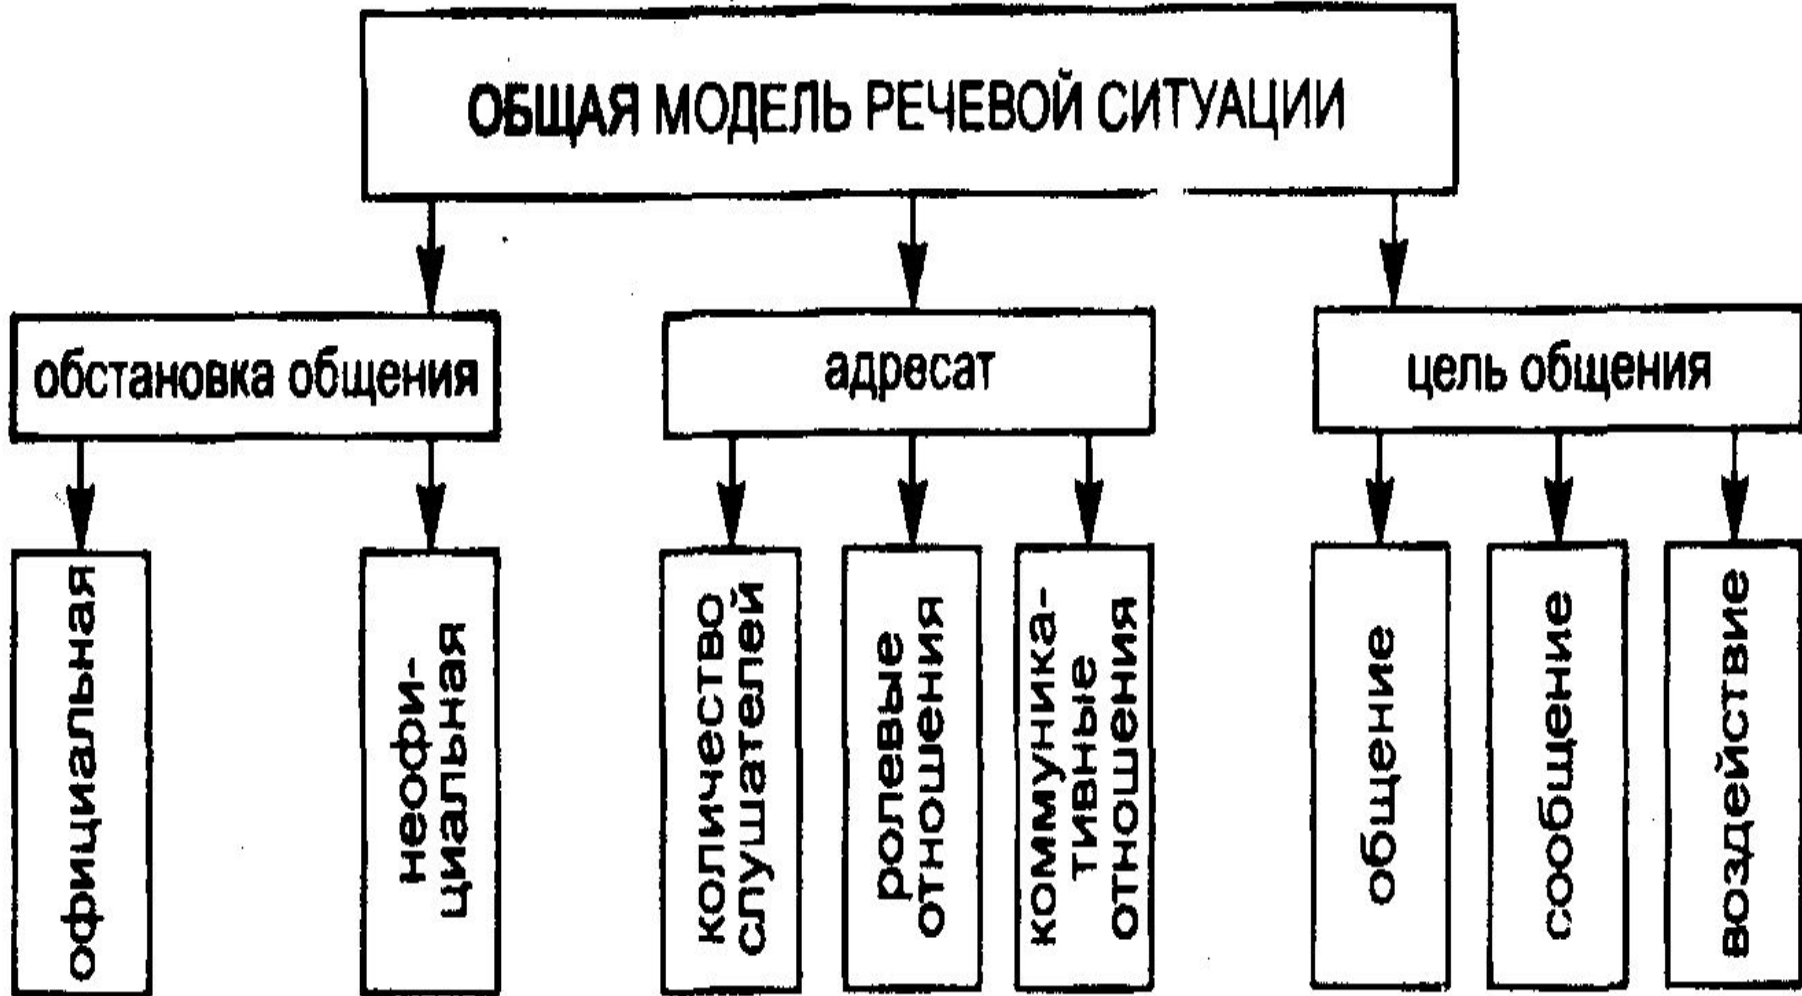 ОБЩАЯ МОДЕЛЬ РЕЧЕВОЙ СИТУАЦИИ
обстановка общения
адресат
цель общения
официальная
неофи-
циальная
количество
слушателей
ролевые
отношения
коммуника-
тивные
отношения
общение
сообщение
воздействие